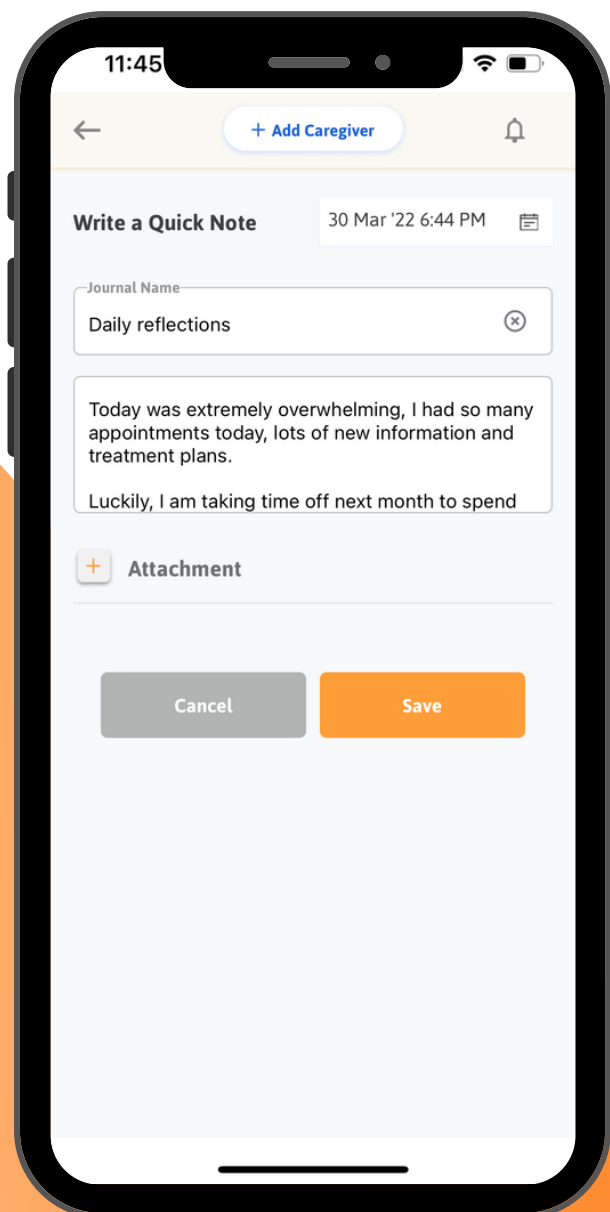 11:45
+ Add Caregiver
Write a Quick Note
30 Mar '22 6:44 PM
Journal Name
Daily reflections
Today was extremely overwhelming, I had so many
appointments today, lots of new information and
treatment plans.
Luckily, I am taking time off next month to spend
+ Attachment
Cancel
Save